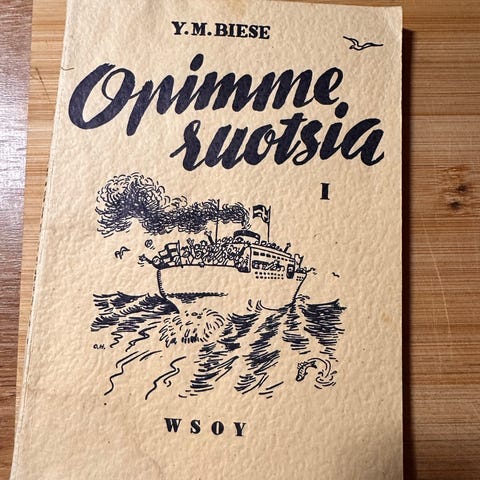 Y. M. BIESE
Opimme
ruotsia
I
O.H.
WSOY